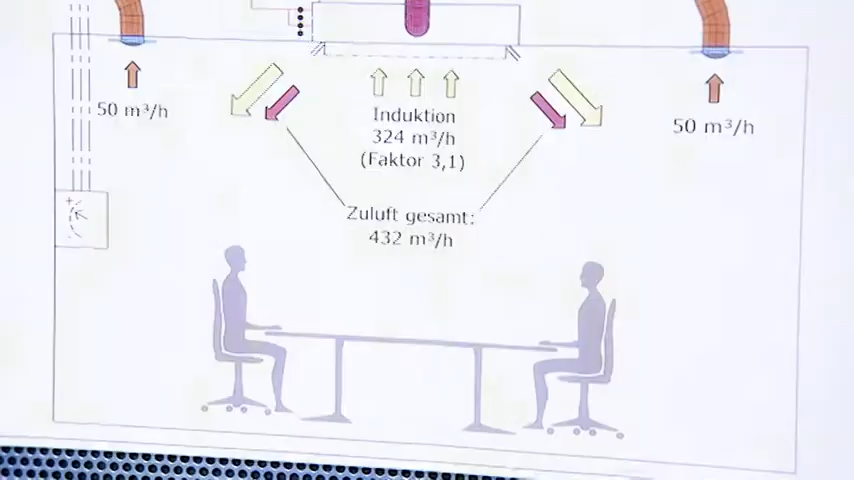 50 m³/h
Induktion
324 m³/h
(Faktor 3,1)
50 m³/h
Zuluft gesamt:
432 m³/h